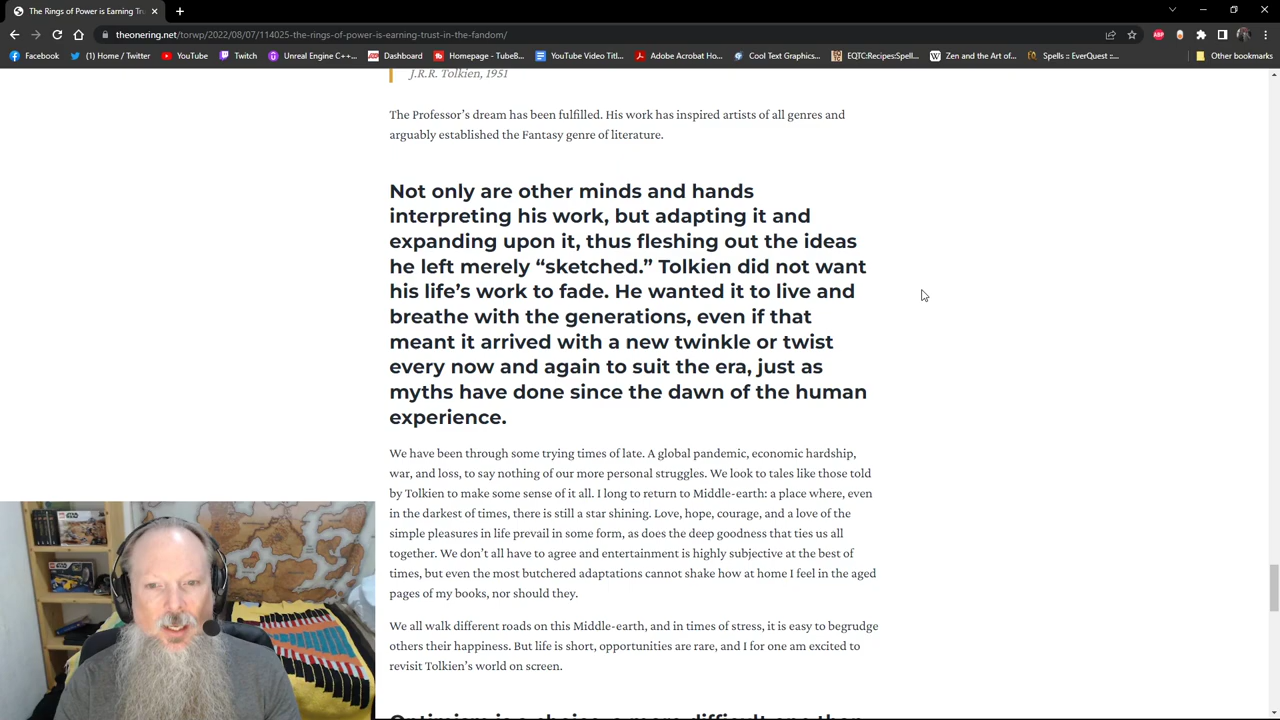 The Rings of Power is Earning Tr
theonering.net/torwp/2022/08/07/114025-the-rings-of-power-is-earning-trust-in-the-fandom/
ABP
Facebook
(1) Home / Twitter
YouTube
Twitch
Unreal Engine C++...
Dashboard
Homepage - TubeB...
YouTube Video Titl...
Adobe Acrobat Ho...
Cool Text Graphics...
EQTC:Recipes:Spell...
Zen and the Art of...
Spells :: EverQuest ::...
Other bookmarks
J.R.R. Tolkien, 1951
The Professor’s dream has been fulfilled. His work has inspired artists of all genres and
arguably established the Fantasy genre of literature.
Not only are other minds and hands
interpreting his work, but adapting it and
expanding upon it, thus fleshing out the ideas
he left merely “sketched.” Tolkien did not want
his life’s work to fade. He wanted it to live and
breathe with the generations, even if that
meant it arrived with a new twinkle or twist
every now and again to suit the era, just as
myths have done since the dawn of the human
experience.
We have been through some trying times of late. A global pandemic, economic hardship,
war, and loss, to say nothing of our more personal struggles. We look to tales like those told
by Tolkien to make some sense of it all. I long to return to Middle-earth: a place where, even
in the darkest of times, there is still a star shining. Love, hope, courage, and a love of the
simple pleasures in life prevail in some form, as does the deep goodness that ties us all
together. We don’t all have to agree and entertainment is highly subjective at the best of
times, but even the most butchered adaptations cannot shake how at home I feel in the aged
pages of my books, nor should they.
We all walk different roads on this Middle-earth, and in times of stress, it is easy to begrudge
others their happiness. But life is short, opportunities are rare, and I for one am excited to
revisit Tolkien’s world on screen.
Optimism is a choice, a more difficult one than